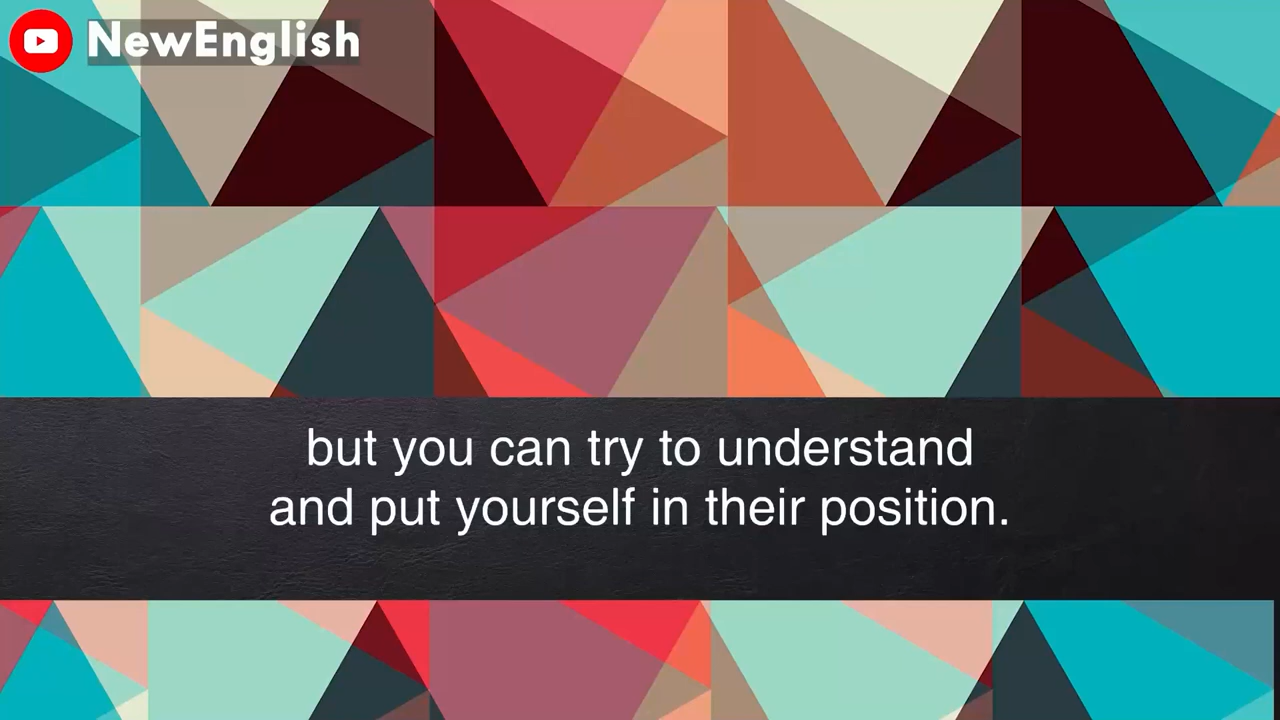 NewEnglish
but you can try to understand
and put yourself in their position.